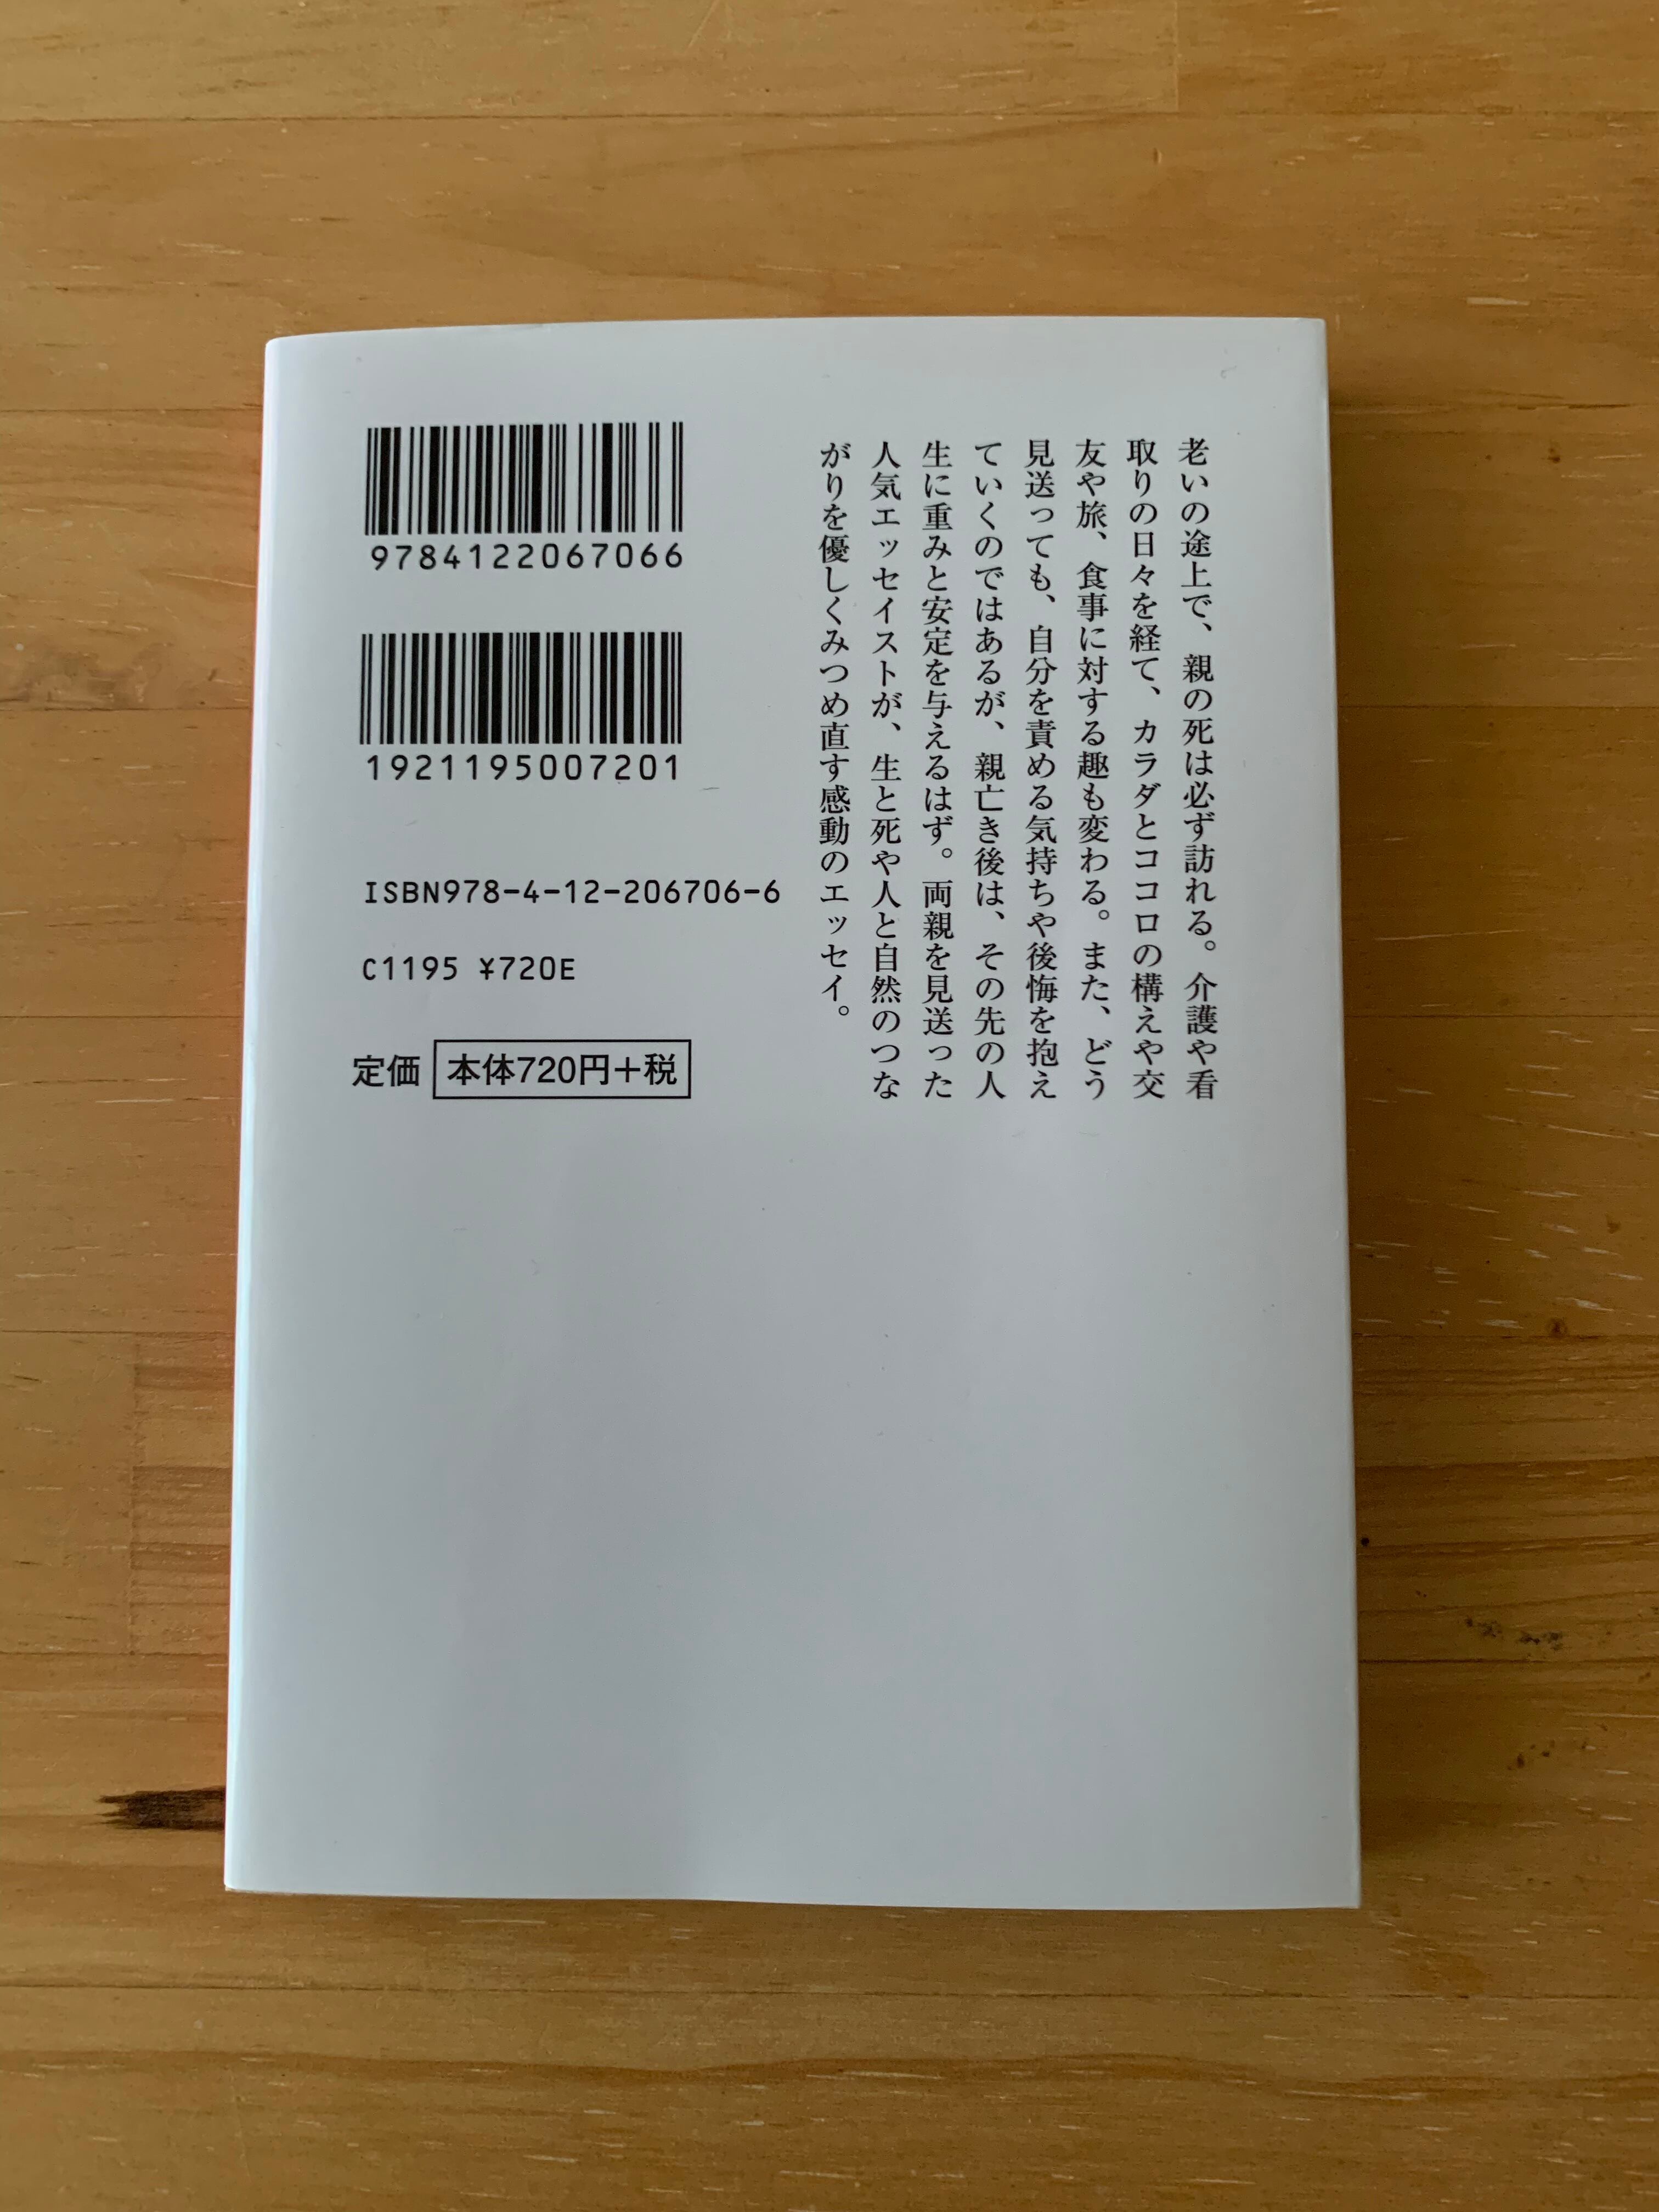 老いの途上で、親の死は必ず訪れる。介護や看
取りの日々を経て、カラダとココロの構えや交
友や旅、食事に対する趣も変わる。また、どう
見送っても、自分を責める気持ちや後悔を抱え
ていくのではあるが、親亡き後は、その先の人
生に重みと安定を与えるはず。両親を見送った
人気エッセイストが、生と死や人と自然のつな
がりを優しくみつめ直す感動のエッセイ。
9784122067066
1921195007201
ISBN978-4-12-206706-6
C1195 ¥720E
定価 本体720円+税